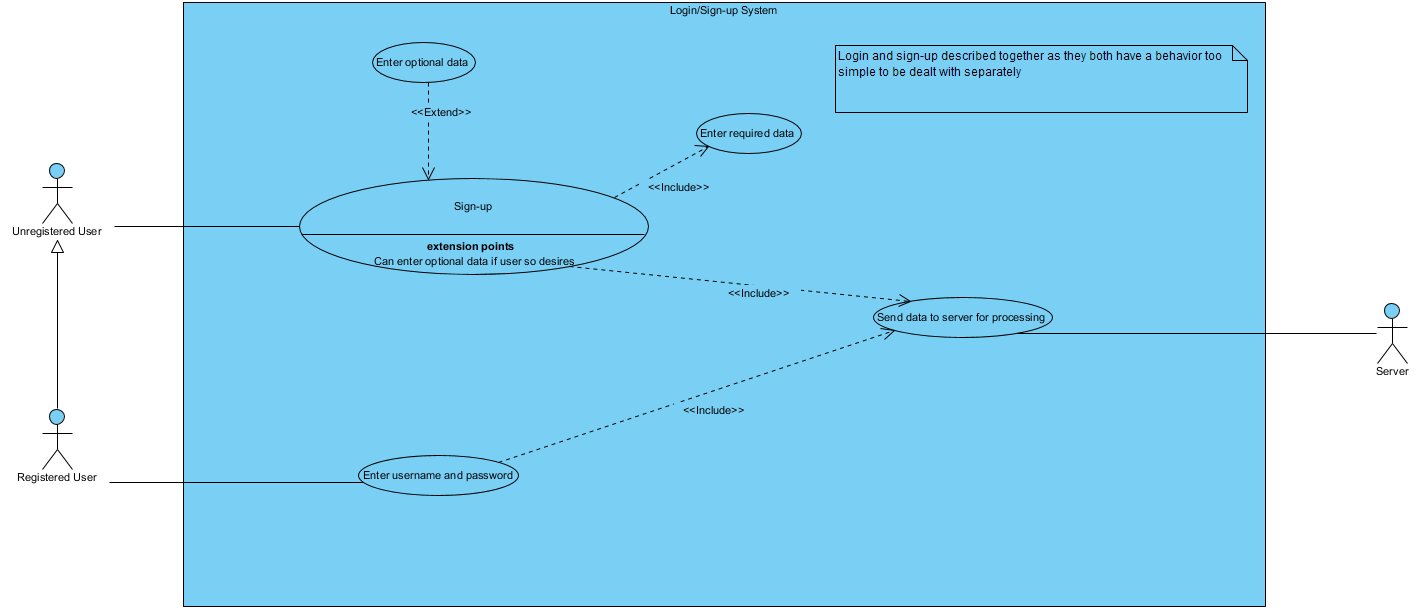 Login/Sign-up System
Enter optional data
Login and sign-up described together as they both have a behavior too
simple to be dealt with separately
<<Extend>>
Enter required data
<<Include>>
Sign-up
Unregistered User
extension points
Can enter optional data if user so desires
<<Include>>
Send data to server for processing
Server
<<Include>>
Enter username and password
Registered User